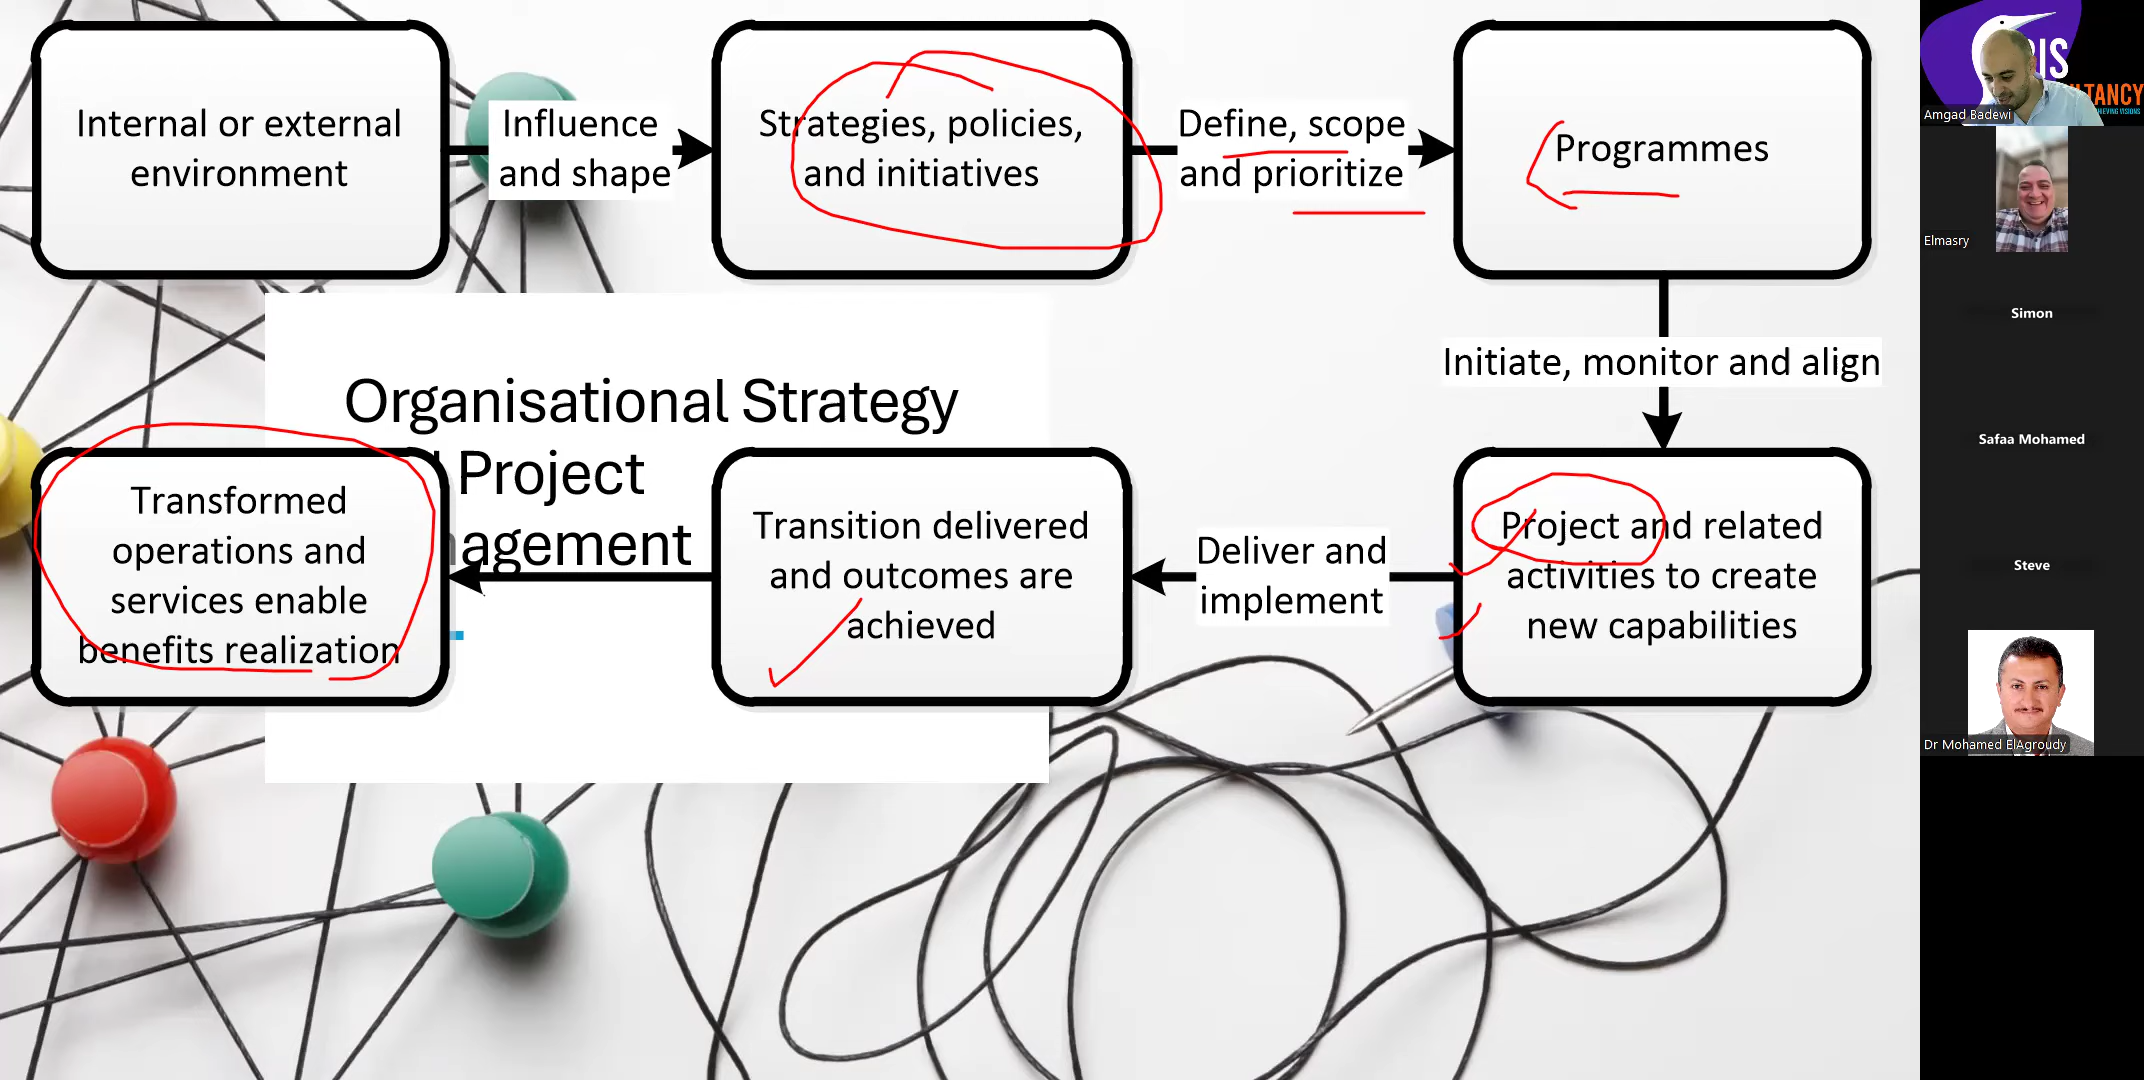 Internal or external
environment
Influence
and shape
Strategies, policies,
and initiatives
Define, scope
and prioritize
Programmes
Initiate, monitor and align
Organisational Strategy
Project
agement
Transformed
operations and
services enable
benefits realization
Transition delivered
and outcomes are
achieved
Deliver and
implement
Project and related
activities to create
new capabilities
Amgad Badewi
Elmasry
Simon
Safaa Mohamed
Steve
Dr Mohamed ElAgroudy